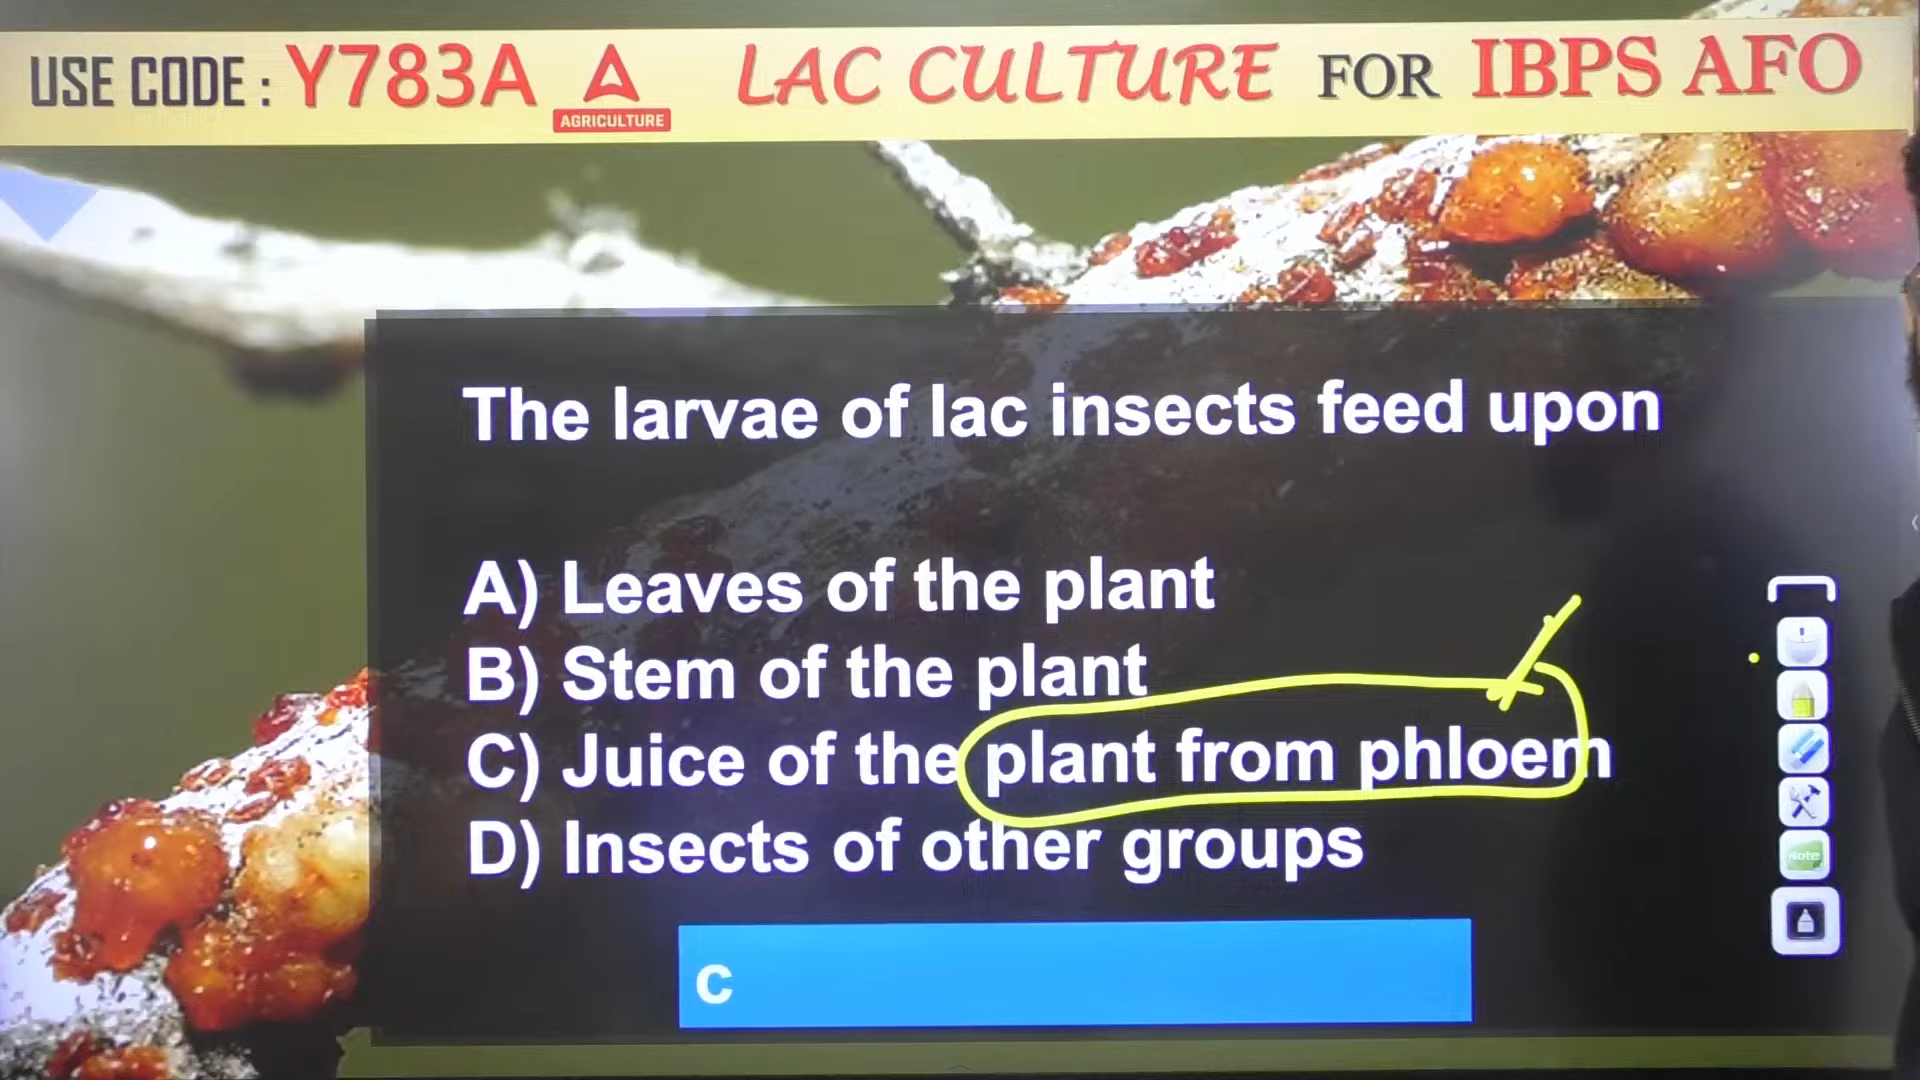 USE CODE : Y783A AGRICULTURE LAC CULTURE FOR IBPS AFO
The larvae of lac insects feed upon
A) Leaves of the plant
B) Stem of the plant
C) Juice of the plant from phloem
D) Insects of other groups
Note
C